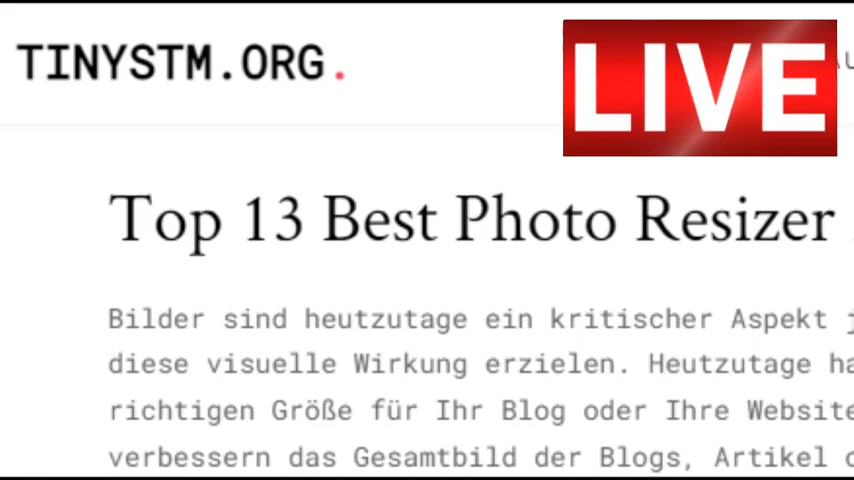 TINYSTM.ORG.
LIVE
Top 13 Best Photo Resizer
Bilder sind heutzutage ein kritischer Aspekt
diese visuelle Wirkung erzielen. Heutzutage
richtigen Größe für Ihr Blog oder Ihre Website
verbessern das Gesamtbild der Blogs, Artikel